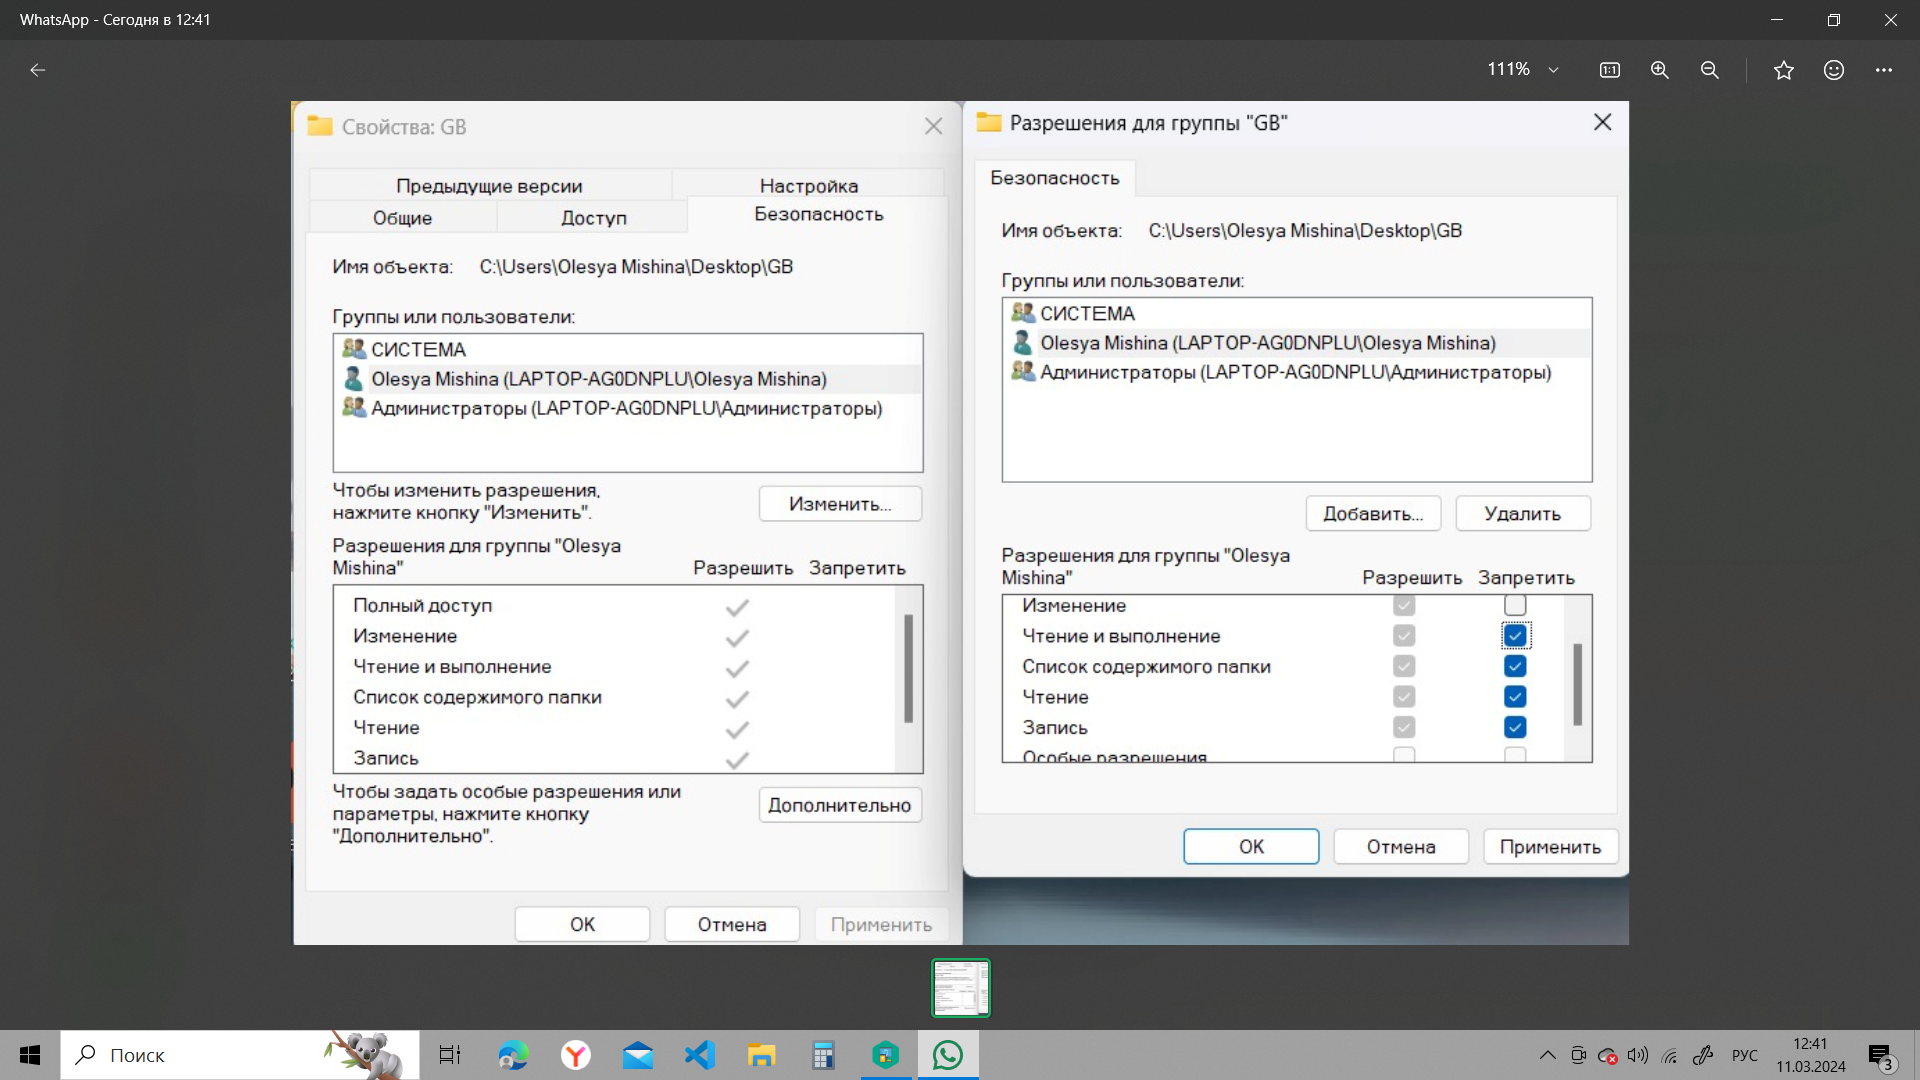 WhatsApp - Сегодня в 12:41
111%
Свойства: GB
Предыдущие версии
Настройка
Общие
Доступ
Безопасность
Имя объекта: C:\Users\Olesya Mishina\Desktop\GB
Группы или пользователи:
СИСТЕМА
Olesya Mishina (LAPTOP-AG0DNPLU\Olesya Mishina)
Администраторы (LAPTOP-AG0DNPLU\Администраторы)
Чтобы изменить разрешения,
нажмите кнопку "Изменить".
Изменить...
Разрешения для группы "Olesya
Mishina"
Разрешить Запретить
Полный доступ
Изменение
Чтение и выполнение
Список содержимого папки
Чтение
Запись
Чтобы задать особые разрешения или
параметры, нажмите кнопку
"Дополнительно".
Дополнительно
ОК
Отмена
Применить
Разрешения для группы "GB"
Безопасность
Имя объекта: C:\Users\Olesya Mishina\Desktop\GB
Группы или пользователи:
СИСТЕМА
Olesya Mishina (LAPTOP-AG0DNPLU\Olesya Mishina)
Администраторы (LAPTOP-AG0DNPLU\Администраторы)
Добавить...
Удалить
Разрешения для группы "Olesya
Mishina"
Разрешить Запретить
Изменение
Чтение и выполнение
Список содержимого папки
Чтение
Запись
Особые разрешения
ОК
Отмена
Применить
Поиск
РУС
12:41
11.03.2024
3